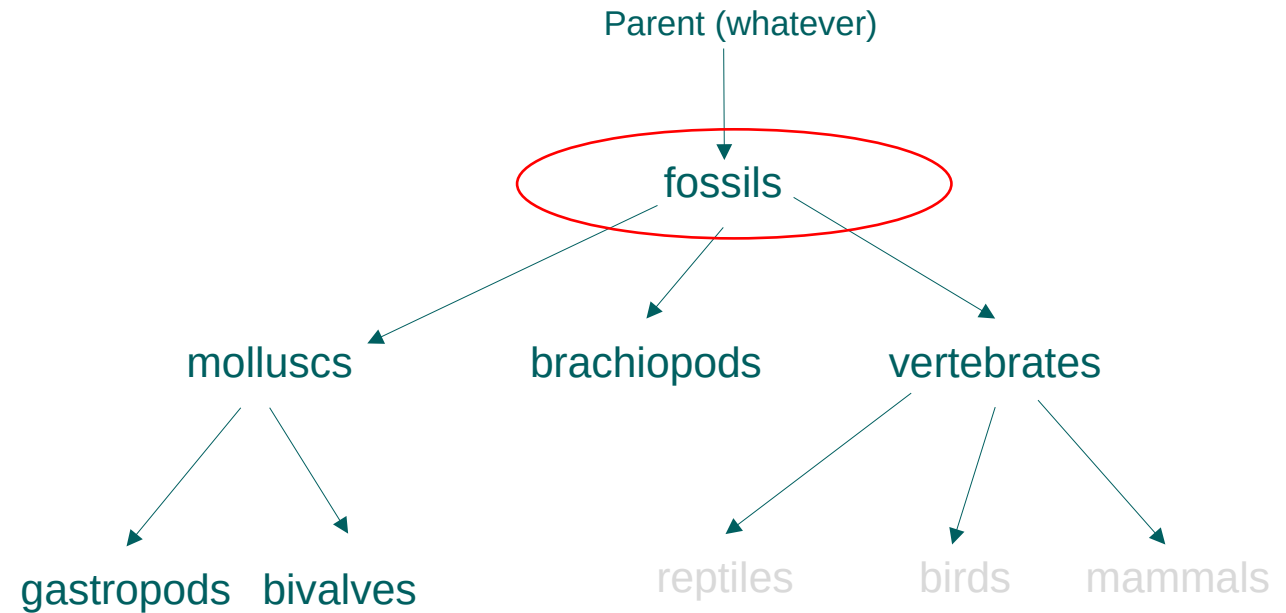 Parent (whatever)
fossils
molluscs
brachiopods
vertebrates
gastropods
bivalves
reptiles
birds
mammals